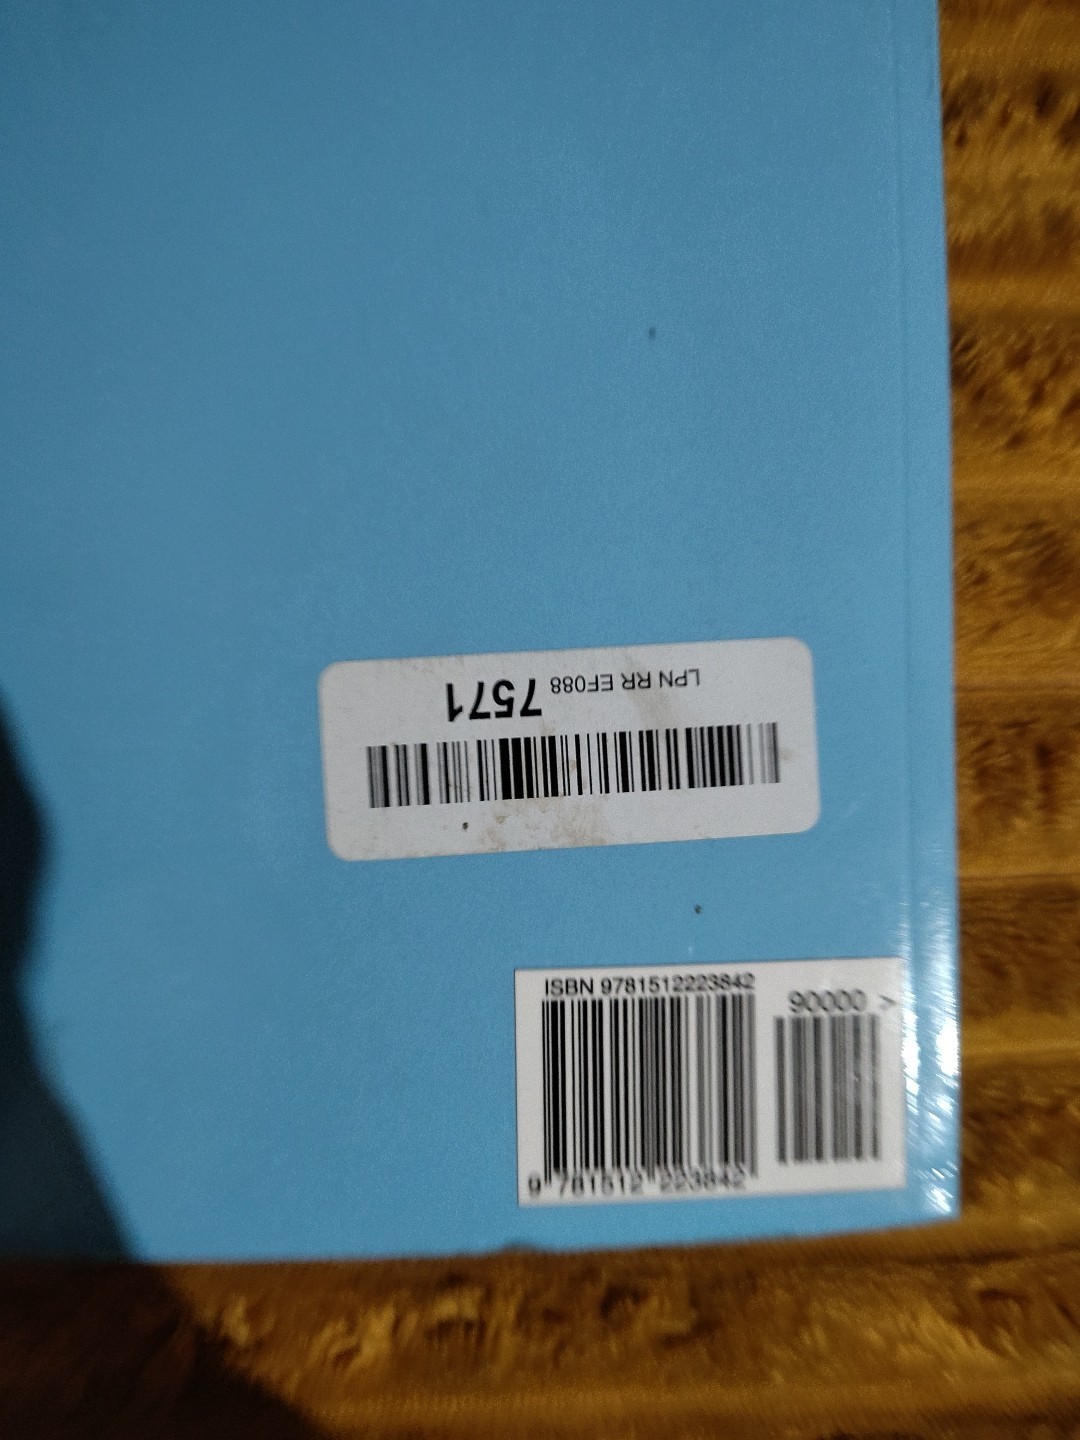 LPN RR EF088 7571
ISBN 9781512223842
90000 >
9 781512 223842